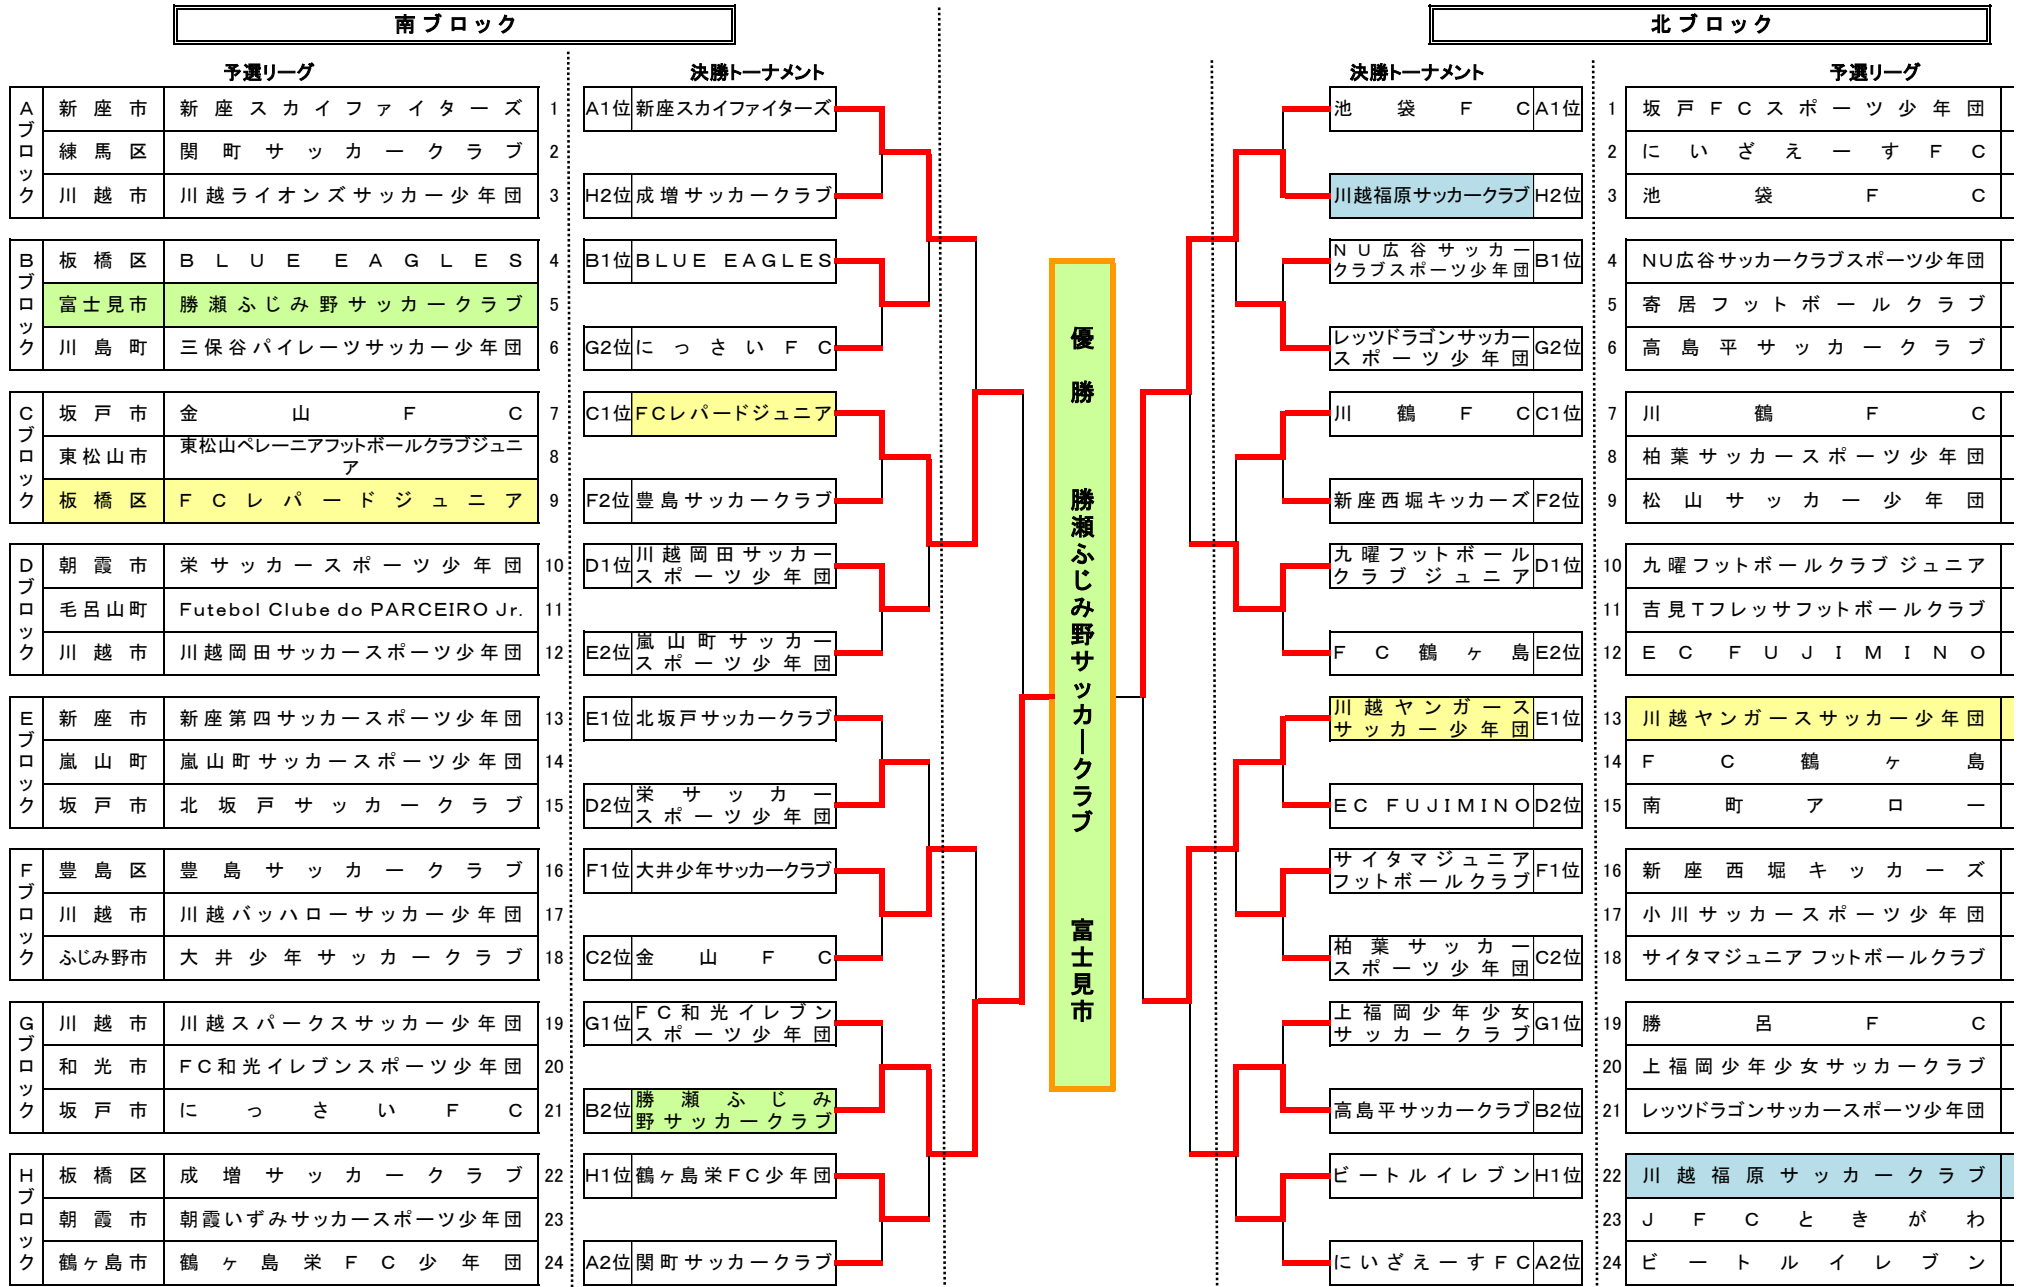 南ブロック
北ブロック
予選リーグ
決勝トーナメント
決勝トーナメント
予選リーグ
Aブロック
新座市 新座スカイファイターズ 1
練馬区 関町サッカークラブ 2
川越市 川越ライオンズサッカー少年団 3
Bブロック
板橋区 BLUE EAGLES 4
富士見市 勝瀬ふじみ野サッカークラブ 5
川島町 三保谷パイレーツサッカー少年団 6
Cブロック
坂戸市 金山FC 7
東松山市 東松山ペレーニアフットボールクラブジュニ
ア 8
板橋区 FCレパードジュニア 9
Dブロック
朝霞市 栄サッカースポーツ少年団 10
毛呂山町 Futebol Clube do PARCEIRO Jr. 11
川越市 川越岡田サッカースポーツ少年団 12
Eブロック
新座市 新座第四サッカースポーツ少年団 13
嵐山町 嵐山町サッカースポーツ少年団 14
坂戸市 北坂戸サッカークラブ 15
Fブロック
豊島区 豊島サッカークラブ 16
川越市 川越バッハローサッカー少年団 17
ふじみ野市 大井少年サッカークラブ 18
Gブロック
川越市 川越スパークスサッカー少年団 19
和光市 FC和光イレブンスポーツ少年団 20
坂戸市 にっさいFC 21
Hブロック
板橋区 成増サッカークラブ 22
朝霞市 朝霞いずみサッカースポーツ少年団 23
鶴ヶ島市 鶴ヶ島栄FC少年団 24
A1位 新座スカイファイターズ
H2位 成増サッカークラブ
B1位 BLUE EAGLES
G2位 にっさいFC
C1位 FCレパードジュニア
F2位 豊島サッカークラブ
D1位 川越岡田サッカー
スポーツ少年団
E2位 嵐山町サッカー
スポーツ少年団
E1位 北坂戸サッカークラブ
D2位 栄サッカー
スポーツ少年団
F1位 大井少年サッカークラブ
C2位 金山FC
G1位 FC和光イレブン
スポーツ少年団
B2位 勝瀬ふじみ
野サッカークラブ
H1位 鶴ヶ島栄FC少年団
A2位 関町サッカークラブ
優勝 勝瀬ふじみ野サッカークラブ 富士見市
池袋FC A1位
川越福原サッカークラブ H2位
NU広谷サッカー
クラブスポーツ少年団 B1位
レッツドラゴンサッカー
スポーツ少年団 G2位
川鶴FC C1位
新座西堀キッカーズ F2位
九曜フットボール
クラブジュニア D1位
FC鶴ヶ島 E2位
川越ヤンガース
サッカー少年団 E1位
EC FUJIMINO D2位
サイタマジュニア
フットボールクラブ F1位
柏葉サッカー
スポーツ少年団 C2位
上福岡少年少女
サッカークラブ G1位
高島平サッカークラブ B2位
ビートルイレブン H1位
にいざえーすFC A2位
1 坂戸FCスポーツ少年団
2 にいざえーすFC
3 池袋FC
4 NU広谷サッカークラブスポーツ少年団
5 寄居フットボールクラブ
6 高島平サッカークラブ
7 川鶴FC
8 柏葉サッカースポーツ少年団
9 松山サッカー少年団
10 九曜フットボールクラブ ジュニア
11 吉見Tフレッサフットボールクラブ
12 EC FUJIMINO
13 川越ヤンガースサッカー少年団
14 FC鶴ヶ島
15 南町アロー
16 新座西堀キッカーズ
17 小川サッカースポーツ少年団
18 サイタマジュニア フットボールクラブ
19 勝呂FC
20 上福岡少年少女サッカークラブ
21 レッツドラゴンサッカースポーツ少年団
22 川越福原サッカークラブ
23 JFCときがわ
24 ビートルイレブン